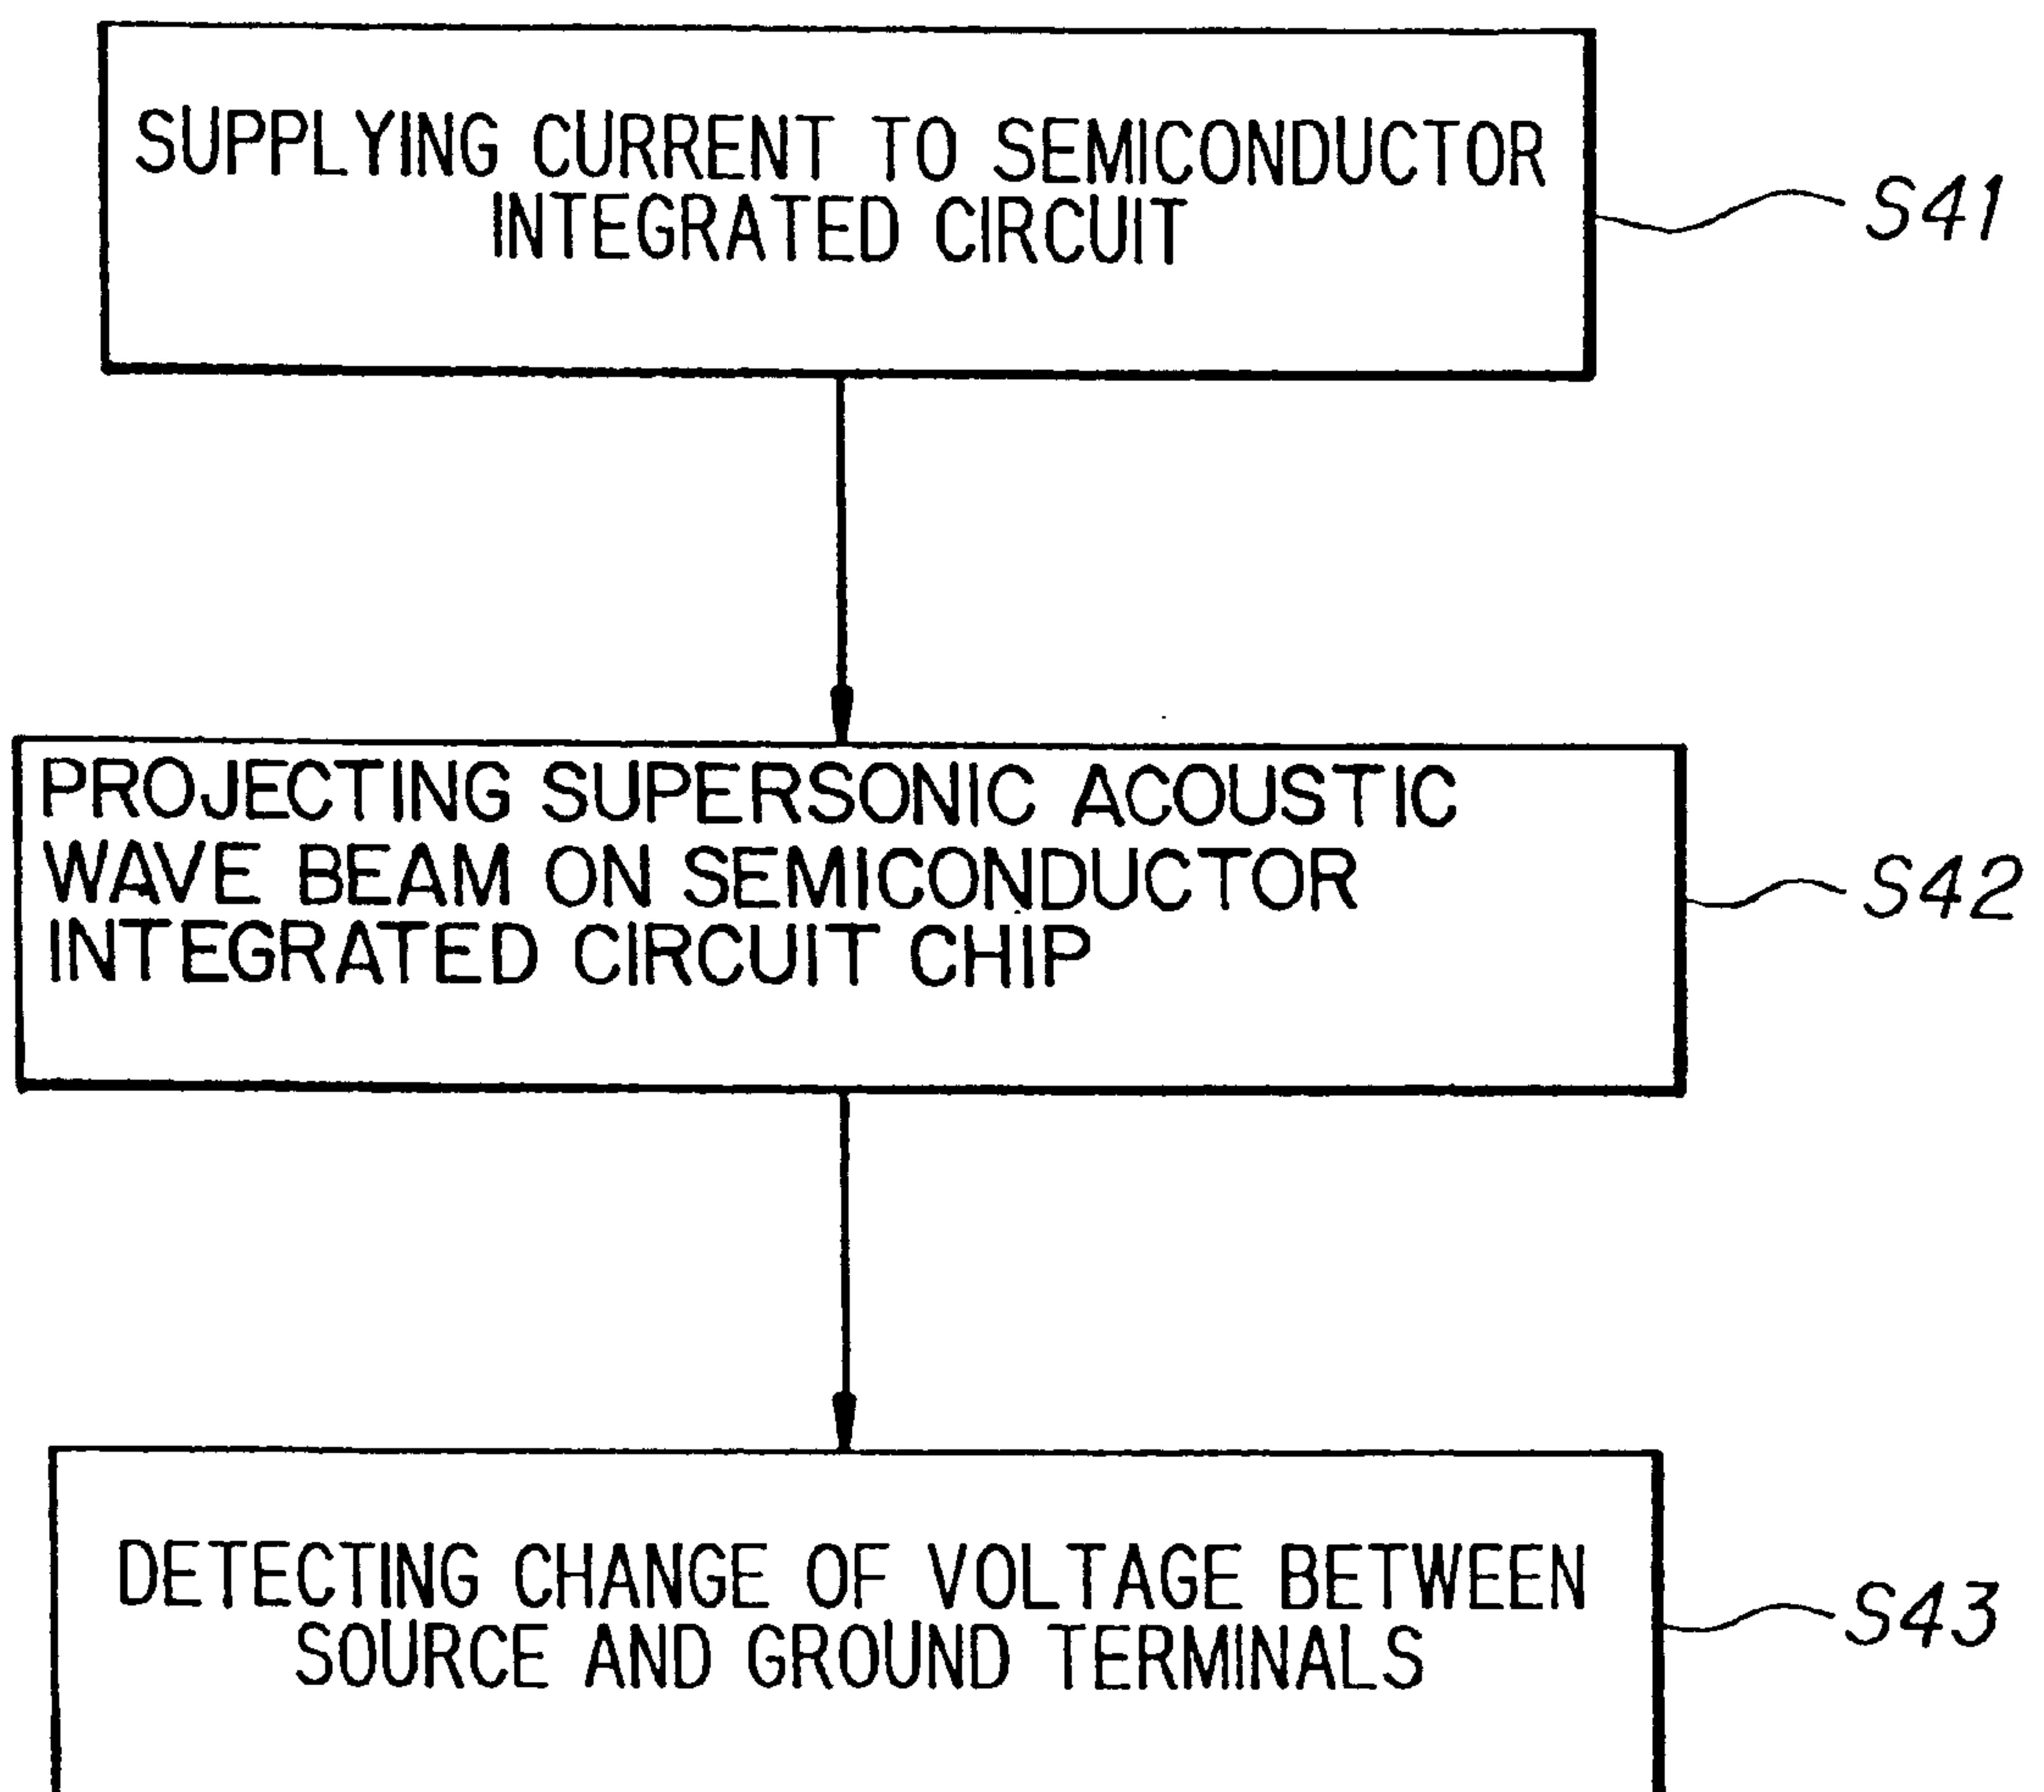 SUPPLYING CURRENT TO SEMICONDUCTOR
INTEGRATED CIRCUIT
S41
PROJECTING SUPERSONIC ACOUSTIC
WAVE BEAM ON SEMICONDUCTOR
INTEGRATED CIRCUIT CHIP
S42
DETECTING CHANGE OF VOLTAGE BETWEEN
SOURCE AND GROUND TERMINALS
S43